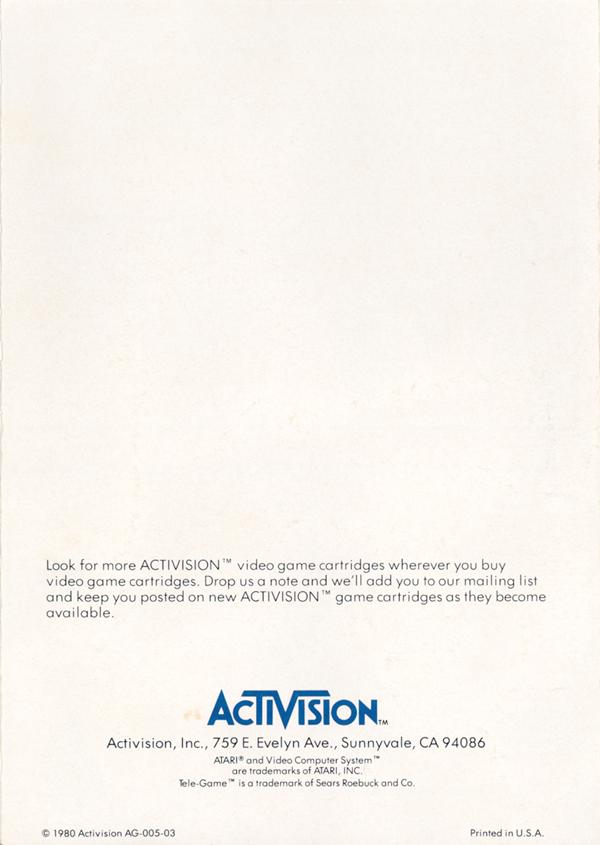 Look for more ACTIVISION™ video game cartridges wherever you buy
video game cartridges. Drop us a note and we'll add you to our mailing list
and keep you posted on new ACTIVISION™ game cartridges as they become
available.
ACTIVISION™
Activision, Inc., 759 E. Evelyn Ave., Sunnyvale, CA 94086
ATARI® and Video Computer System™
are trademarks of ATARI, INC.
Tele-Game™ is a trademark of Sears Roebuck and Co.
© 1980 Activision AG-005-03 Printed in U.S.A.